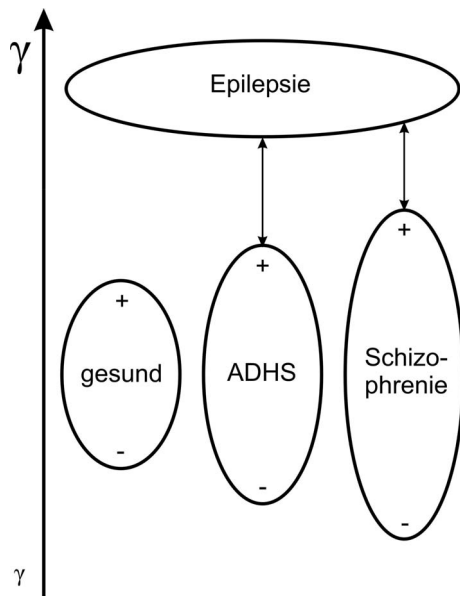 γ
Epilepsie
+
+
+
gesund
ADHS
Schizo-
phrenie
-
-
-
γ